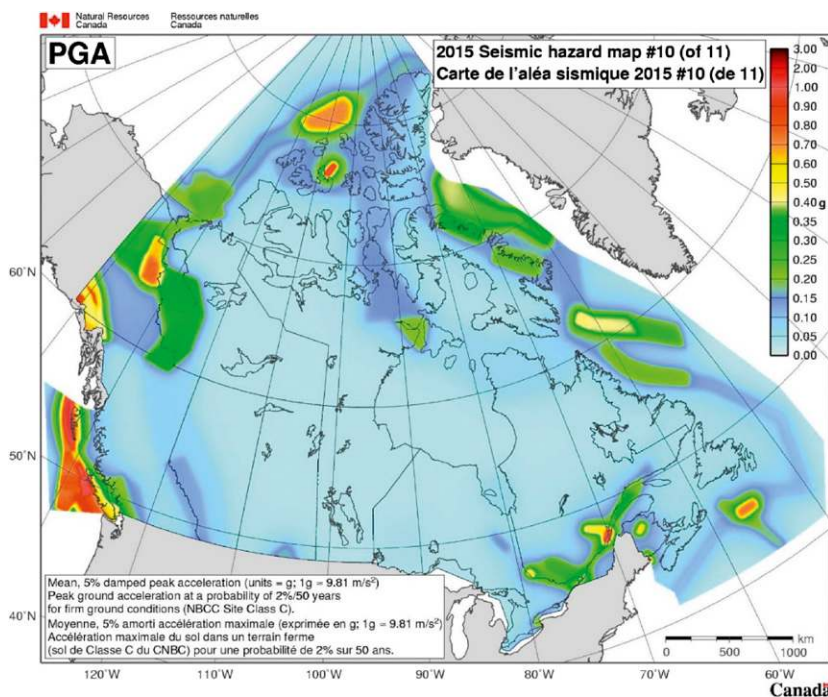 Natural Resources Ressources naturelles
Canada Canada
PGA
2015 Seismic hazard map #10 (of 11)
Carte de l'aléa sismique 2015 #10 (de 11)
3.00
2.00
1.00
0.90
0.80
0.70
0.60
0.50
0.40 g
0.35
0.30
0.25
0.20
0.15
0.10
0.05
0.00
60˚N
50˚N
40˚N
Mean, 5% damped peak acceleration (units = g; 1g = 9.81 m/s²)
Peak ground acceleration at a probability of 2%/50 years
for firm ground conditions (NBCC Site Class C).
Moyenne, 5% amorti accélération maximale (exprimée en g; 1g = 9.81 m/s²)
Accélération maximale du sol dans un terrain ferme
(sol de Classe C du CNBC) pour une probabilité de 2% sur 50 ans.
km
0 500 1000
120˚W 110˚W 100˚W 90˚W 80˚W 70˚W 60˚W
Canada